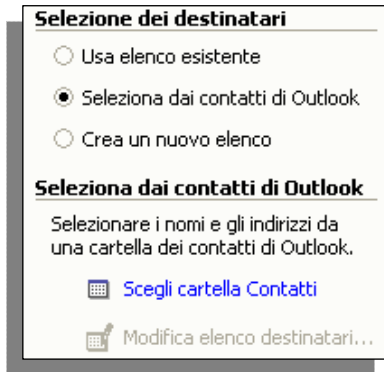 Selezione dei destinatari
Usa elenco esistente
Seleziona dai contatti di Outlook
Crea un nuovo elenco
Seleziona dai contatti di Outlook
Selezionare i nomi e gli indirizzi da
una cartella dei contatti di Outlook.
Scegli cartella Contatti
Modifica elenco destinatari...